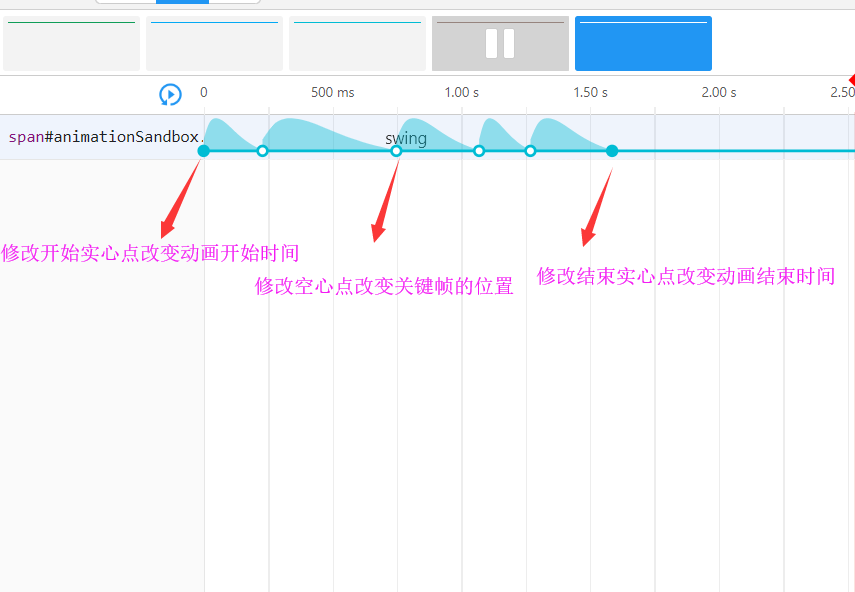 0 500 ms 1.00 s 1.50 s 2.00 s 2.50
span#animationSandbox.
swing
修改开始实心点改变动画开始时间
修改空心点改变关键帧的位置
修改结束实心点改变动画结束时间